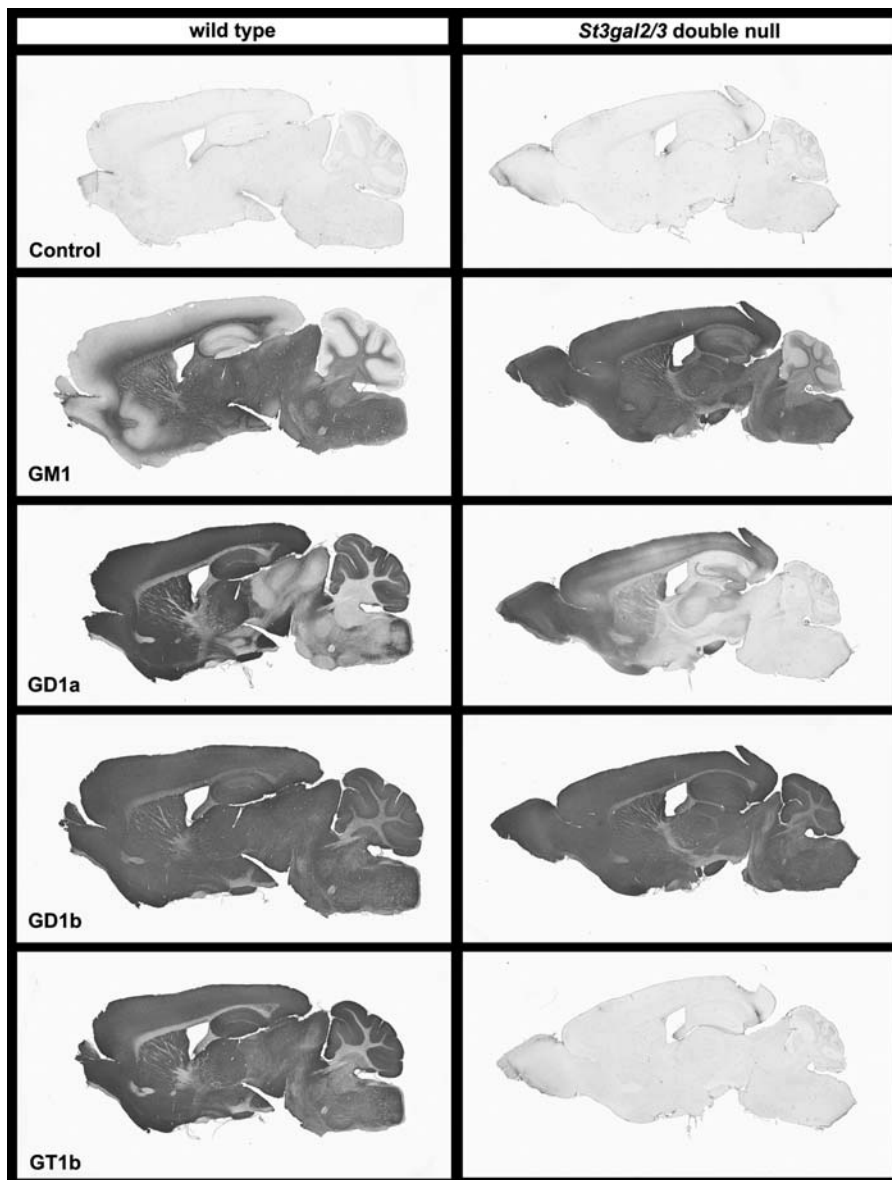 wild type
St3gal2/3 double null
Control
GM1
GD1a
GD1b
GT1b